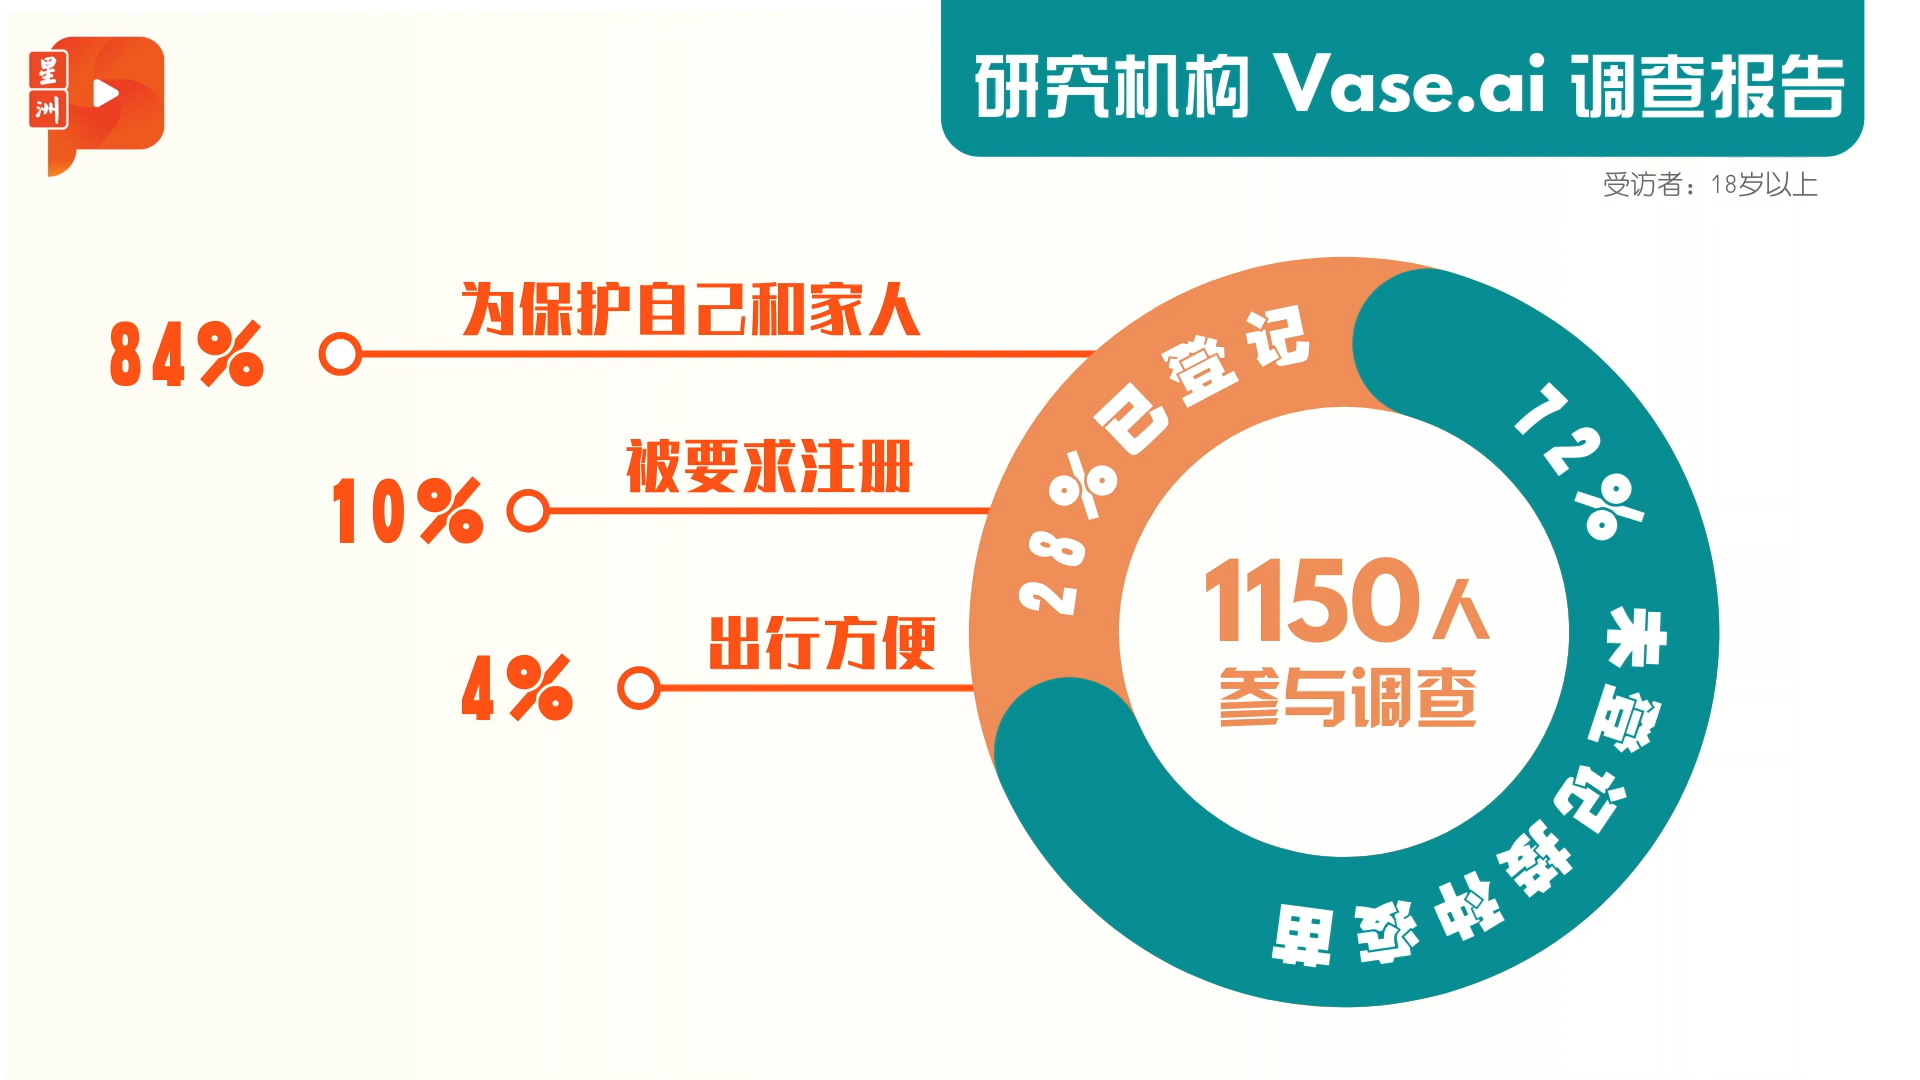 星洲
研究机构 Vase.ai 调查报告
受访者：18岁以上
84%
为保护自己和家人
10%
被要求注册
4%
出行方便
28%已登记
72% 未登记接种疫苗
1150人
参与调查